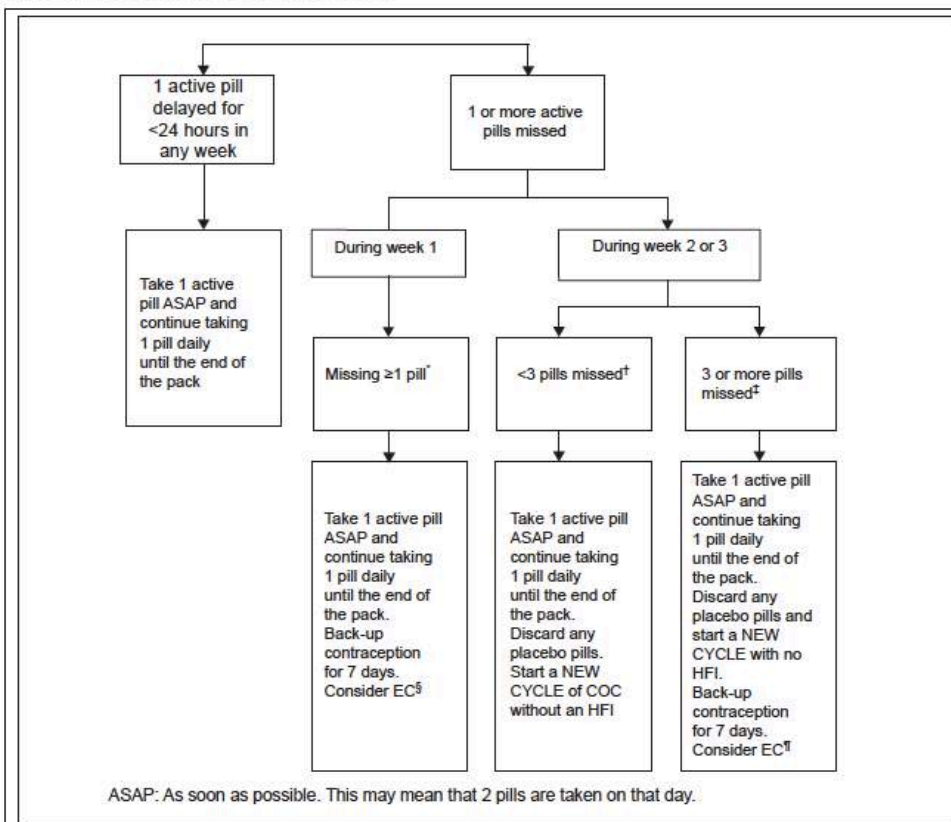 1 active pill
delayed for
<24 hours in
any week
1 or more active
pills missed
Take 1 active
pill ASAP and
continue taking
1 pill daily
until the end of
the pack
During week 1
During week 2 or 3
Missing ≥1 pill*
<3 pills missed†
3 or more pills
missed‡
Take 1 active pill
ASAP and
continue taking
1 pill daily
until the end of
the pack.
Back-up
contraception
for 7 days.
Consider EC§
Take 1 active pill
ASAP and
continue taking
1 pill daily
until the end of
the pack.
Discard any
placebo pills.
Start a NEW
CYCLE of COC
without an HFI
Take 1 active pill
ASAP and
continue taking
1 pill daily
until the end of
the pack.
Discard any
placebo pills and
start a NEW
CYCLE with no
HFI.
Back-up
contraception
for 7 days.
Consider EC¶
ASAP: As soon as possible. This may mean that 2 pills are taken on that day.